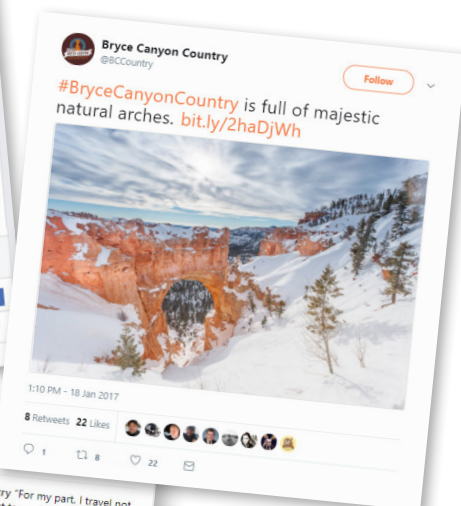 Bryce Canyon Country
@BCCountry
Follow
#BryceCanyonCountry is full of majestic
natural arches. bit.ly/2haDjWh
1:10 PM - 18 Jan 2017
8 Retweets 22 Likes
1 8 22
"For my part, I travel not